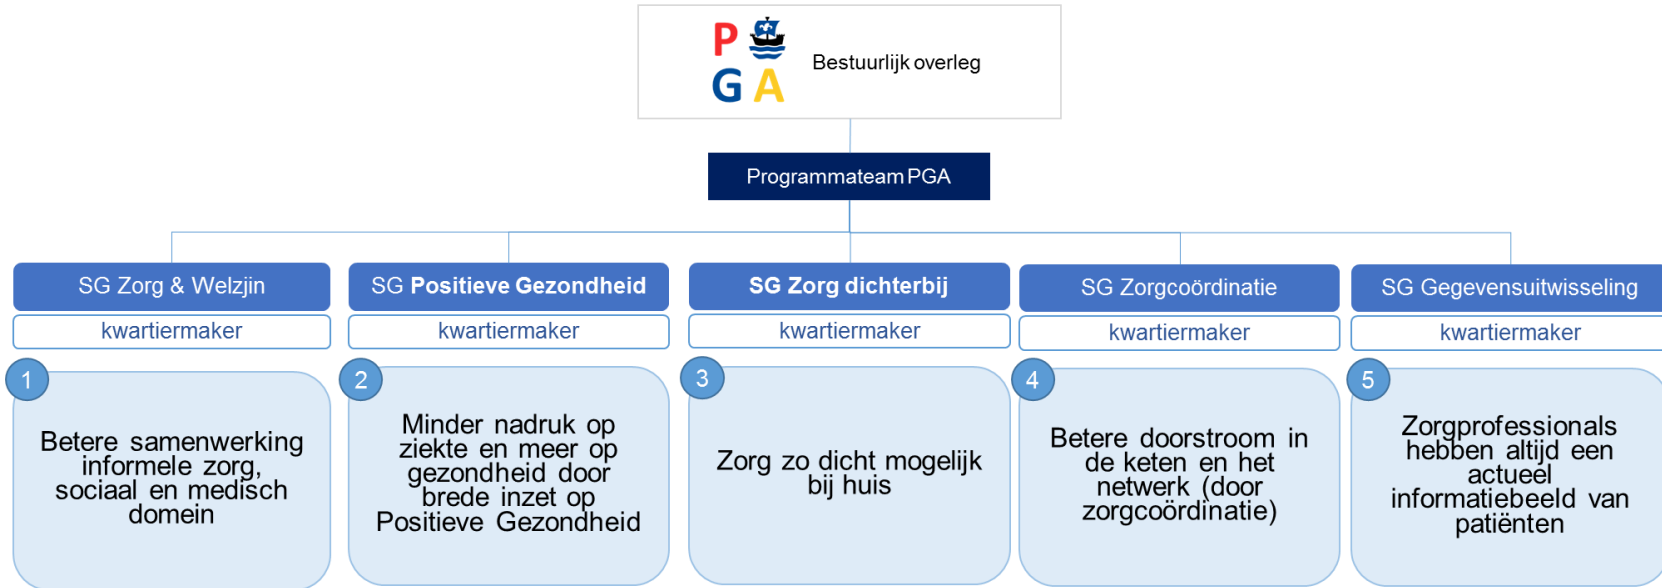 P
G A
Bestuurlijk overleg
Programmateam PGA
SG Zorg & Welzjin
SG Positieve Gezondheid
SG Zorg dichterbij
SG Zorgcoördinatie
SG Gegevensuitwisseling
kwartiermaker
kwartiermaker
kwartiermaker
kwartiermaker
kwartiermaker
1
Betere samenwerking
informele zorg,
sociaal en medisch
domein
2
Minder nadruk op
ziekte en meer op
gezondheid door
brede inzet op
Positieve Gezondheid
3
Zorg zo dicht mogelijk
bij huis
4
Betere doorstroom in
de keten en het
netwerk (door
zorgcoördinatie)
5
Zorgprofessionals
hebben altijd een
actueel
informatiebeeld van
patiënten